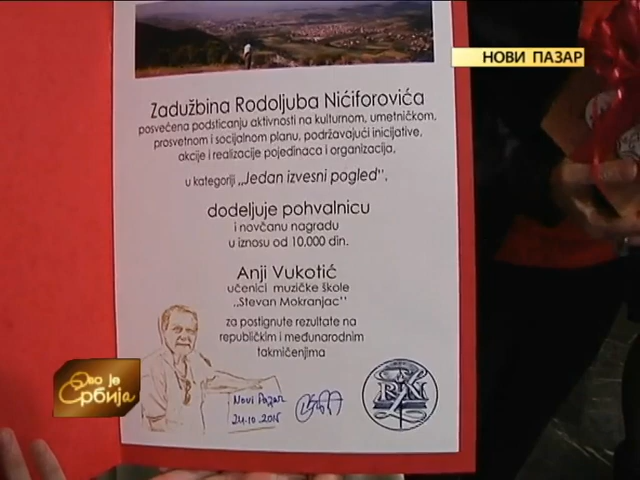 НОВИ ПАЗАР
Zadužbina Rodoljuba Nićiforovića
posvećena podsticanju aktivnosti na kulturnom, umetničkom,
prosvetnom i socijalnom planu, podržavajući inicijative,
akcije i realizacije pojedinaca i organizacija,
u kategoriji „Jedan izvesni pogled",
dodeljuje pohvalnicu
i novčanu nagradu
u iznosu od 10.000 din.
Anji Vukotić
učenici muzičke škole
„Stevan Mokranjac"
za postignute rezultate na
republičkim i međunarodnim
takmičenjima
Novi Pazar
24.10.2015
Ово је
Србија